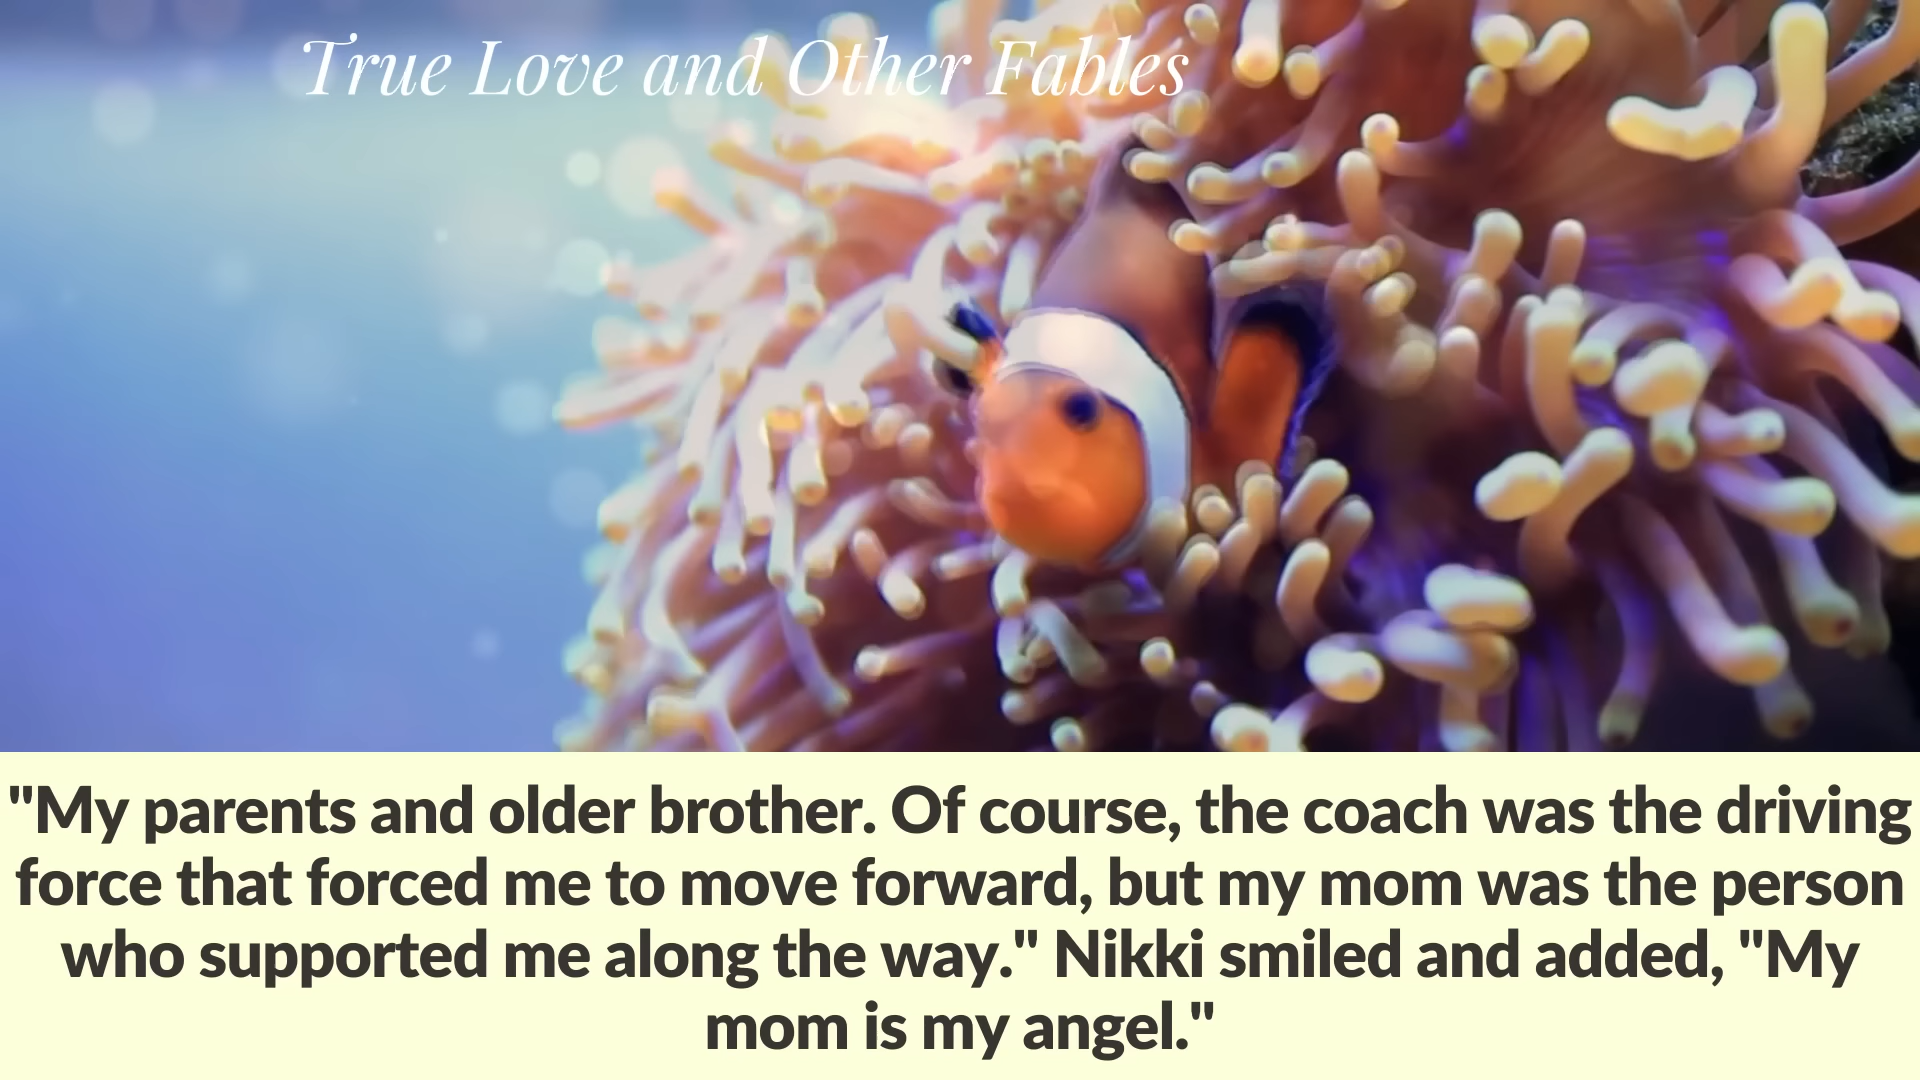 True Love and Other Fables
"My parents and older brother. Of course, the coach was the driving
force that forced me to move forward, but my mom was the person
who supported me along the way." Nikki smiled and added, "My
mom is my angel."